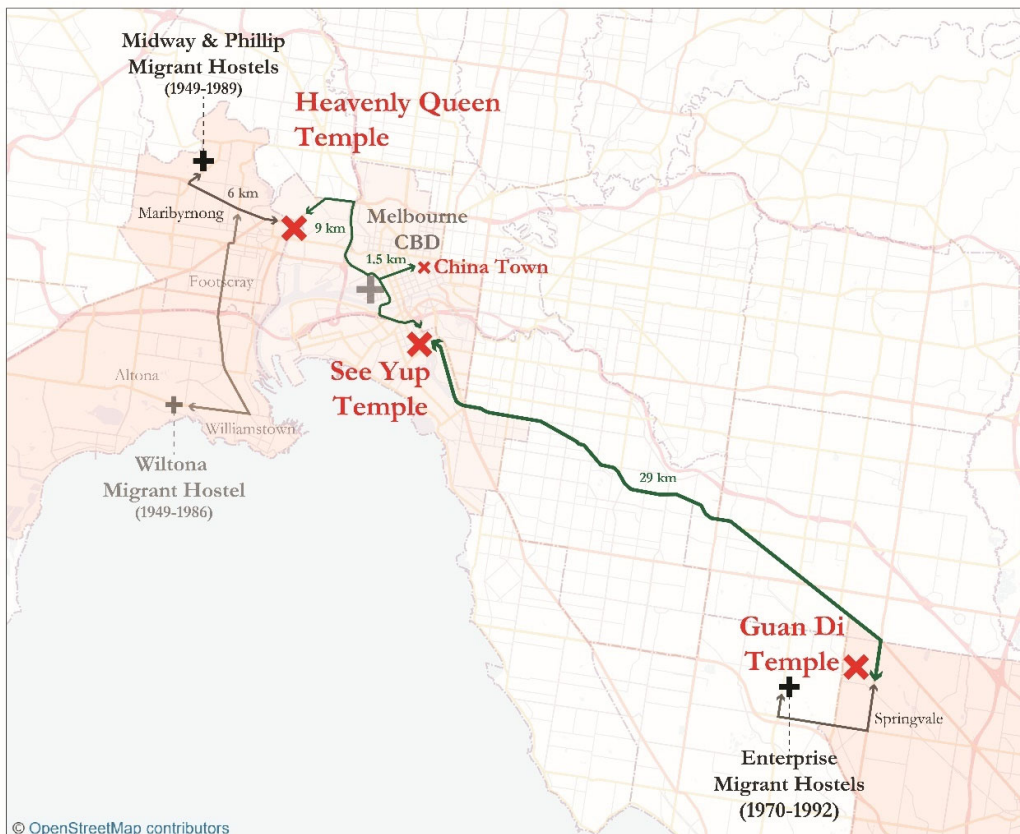 Midway & Phillip
Migrant Hostels
(1949-1989)
Heavenly Queen
Temple
6 km
Maribyrnong
9 km
Melbourne
CBD
1.5 km
China Town
Footscray
See Yup
Temple
Altona
Williamstown
Wiltona
Migrant Hostel
(1949-1986)
29 km
Guan Di
Temple
Springvale
Enterprise
Migrant Hostels
(1970-1992)
© OpenStreetMap contributors